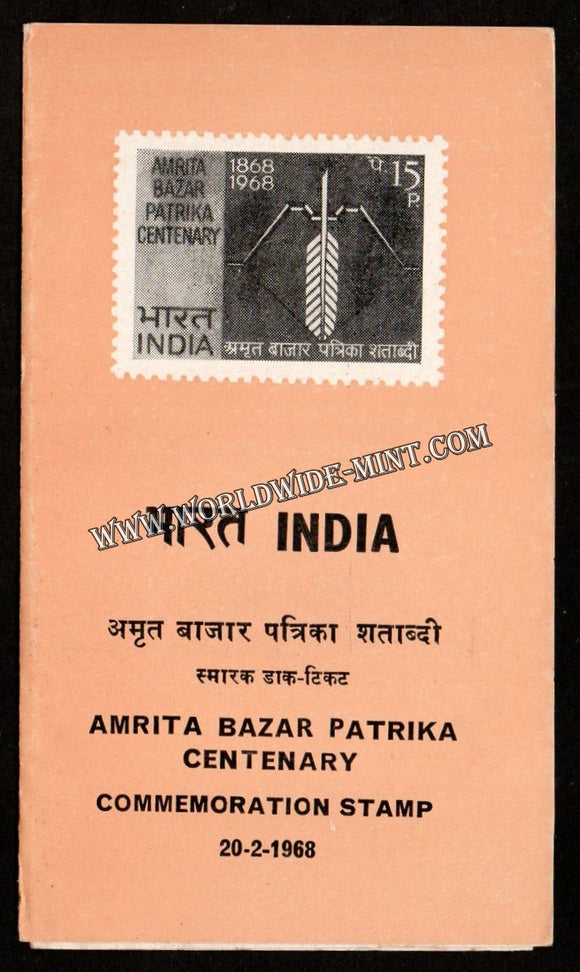 AMRITA
BAZAR
PATRIKA
CENTENARY
1868
1968
प 15
P
भारत
INDIA
अमृत बाजार पत्रिका शताब्दी
WWW.WORLDWIDE-MINT.COM
भारत INDIA
अमृत बाजार पत्रिका शताब्दी
स्मारक डाक-टिकट
AMRITA BAZAR PATRIKA
CENTENARY
COMMEMORATION STAMP
20-2-1968